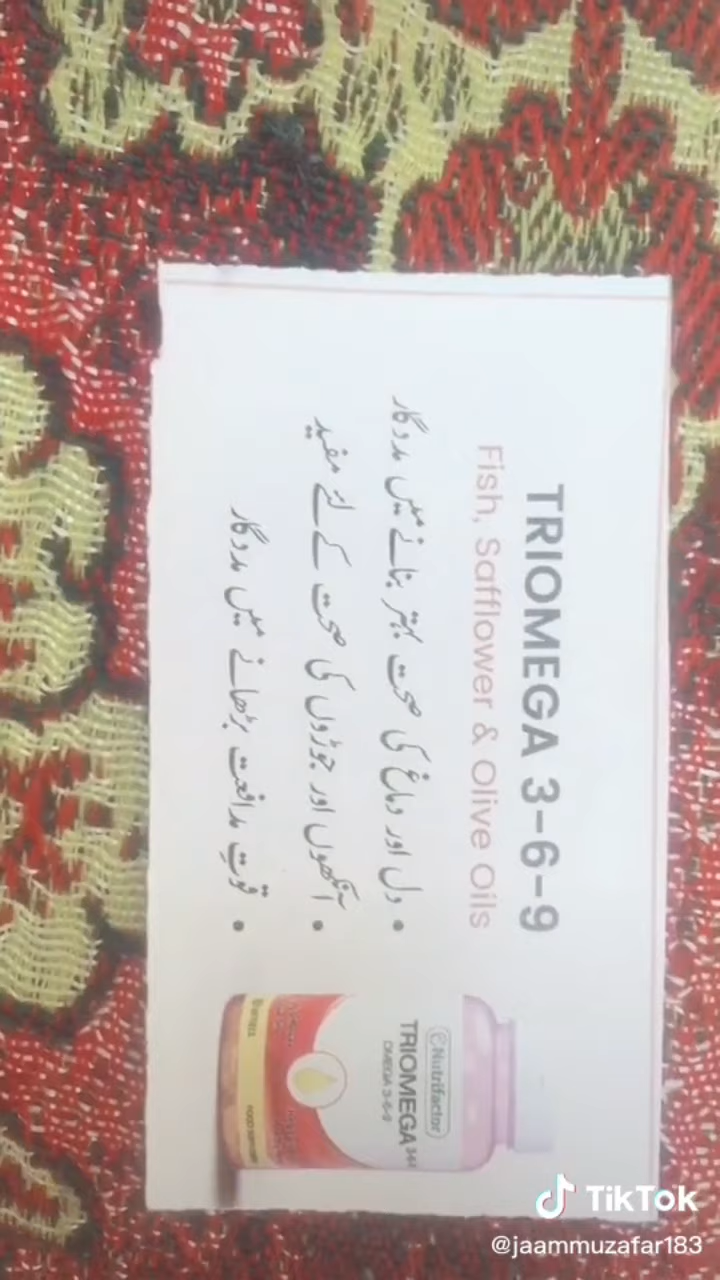 TRIOMEGA 3-6-9
Fish, Safflower & Olive Oils
• دل اور دماغ کی صحت بہتر بنانے میں مددگار
• آنکھوں اور جوڑوں کی صحت کے لئے مفید
• قوتِ مدافعت بڑھانے میں مددگار
Nutrifactor
TRIOMEGA
OMEGA 3-6-9
TikTok
@jaammuzafar183